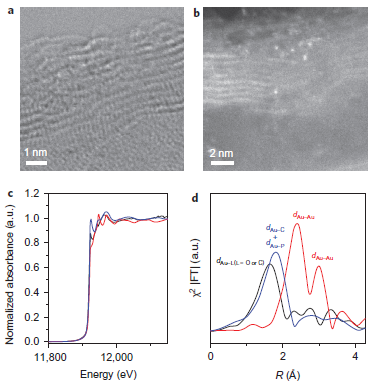 a
1 nm
b
2 nm
c
Normalized absorbance (a.u.)
1.2
1.0
0.8
0.6
0.4
0.2
0.0
11,800
12,000
Energy (eV)
d
χ² |FT| (a.u.)
dAu–L(L = O or Cl)
dAu–C
+
dAu–P
dAu–Au
dAu–Au
0
2
4
R (Å)